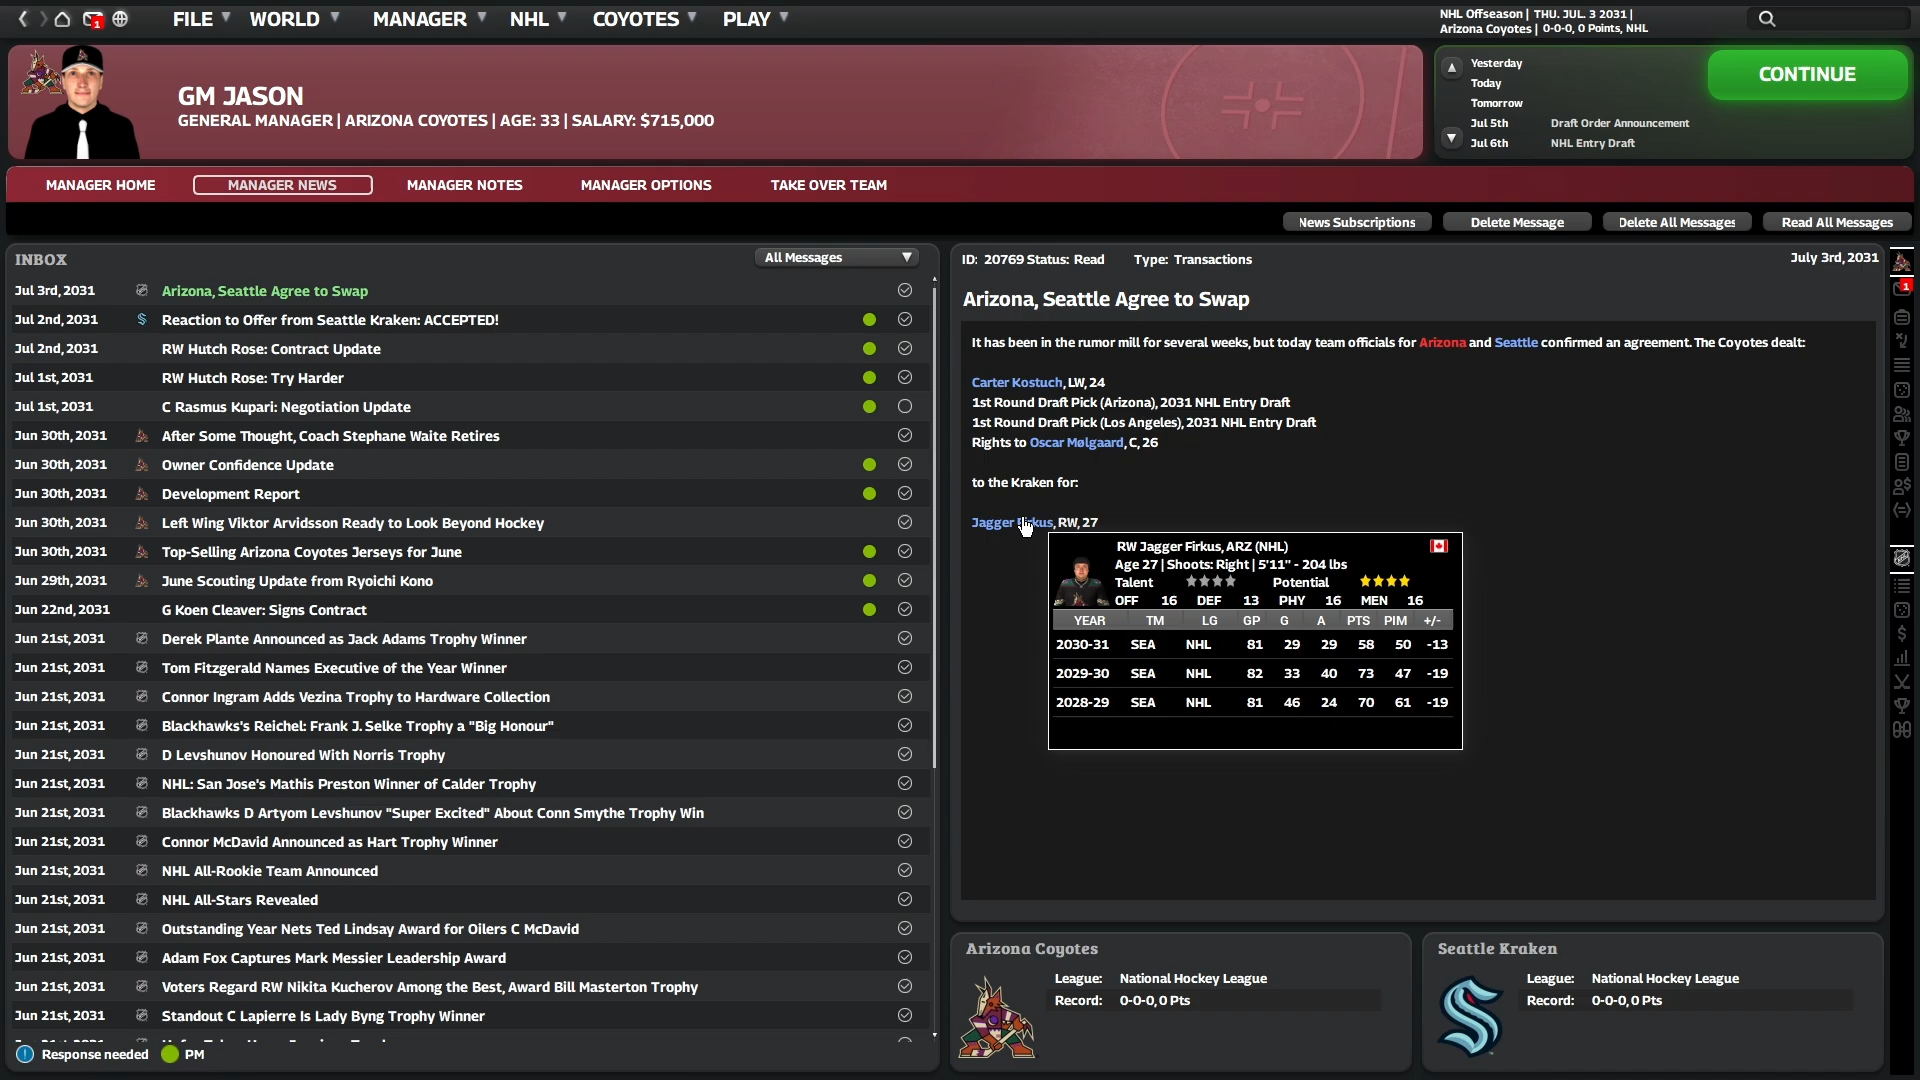 FILE WORLD MANAGER NHL COYOTES PLAY
NHL Offseason | THU. JUL. 3 2031 |
Arizona Coyotes | 0-0-0, 0 Points, NHL
1
GM JASON
GENERAL MANAGER | ARIZONA COYOTES | AGE: 33 | SALARY: $715,000
Yesterday
Today
Tomorrow
Jul 5th Draft Order Announcement
Jul 6th NHL Entry Draft
CONTINUE
MANAGER HOME MANAGER NEWS MANAGER NOTES MANAGER OPTIONS TAKE OVER TEAM
News Subscriptions Delete Message Delete All Messages Read All Messages
INBOX All Messages
Jul 3rd, 2031 Arizona, Seattle Agree to Swap
Jul 2nd, 2031 Reaction to Offer from Seattle Kraken: ACCEPTED!
Jul 2nd, 2031 RW Hutch Rose: Contract Update
Jul 1st, 2031 RW Hutch Rose: Try Harder
Jul 1st, 2031 C Rasmus Kupari: Negotiation Update
Jun 30th, 2031 After Some Thought, Coach Stephane Waite Retires
Jun 30th, 2031 Owner Confidence Update
Jun 30th, 2031 Development Report
Jun 30th, 2031 Left Wing Viktor Arvidsson Ready to Look Beyond Hockey
Jun 30th, 2031 Top-Selling Arizona Coyotes Jerseys for June
Jun 29th, 2031 June Scouting Update from Ryoichi Kono
Jun 22nd, 2031 G Koen Cleaver: Signs Contract
Jun 21st, 2031 Derek Plante Announced as Jack Adams Trophy Winner
Jun 21st, 2031 Tom Fitzgerald Names Executive of the Year Winner
Jun 21st, 2031 Connor Ingram Adds Vezina Trophy to Hardware Collection
Jun 21st, 2031 Blackhawks's Reichel: Frank J. Selke Trophy a "Big Honour"
Jun 21st, 2031 D Levshunov Honoured With Norris Trophy
Jun 21st, 2031 NHL: San Jose's Mathis Preston Winner of Calder Trophy
Jun 21st, 2031 Blackhawks D Artyom Levshunov "Super Excited" About Conn Smythe Trophy Win
Jun 21st, 2031 Connor McDavid Announced as Hart Trophy Winner
Jun 21st, 2031 NHL All-Rookie Team Announced
Jun 21st, 2031 NHL All-Stars Revealed
Jun 21st, 2031 Outstanding Year Nets Ted Lindsay Award for Oilers C McDavid
Jun 21st, 2031 Adam Fox Captures Mark Messier Leadership Award
Jun 21st, 2031 Voters Regard RW Nikita Kucherov Among the Best, Award Bill Masterton Trophy
Jun 21st, 2031 Standout C Lapierre Is Lady Byng Trophy Winner
Response needed PM
ID: 20769 Status: Read Type: Transactions July 3rd, 2031
Arizona, Seattle Agree to Swap
It has been in the rumor mill for several weeks, but today team officials for Arizona and Seattle confirmed an agreement. The Coyotes dealt:
Carter Kostuch, LW, 24
1st Round Draft Pick (Arizona), 2031 NHL Entry Draft
1st Round Draft Pick (Los Angeles), 2031 NHL Entry Draft
Rights to Oscar Mølgaard, C, 26
to the Kraken for:
Jagger Firkus, RW, 27
RW Jagger Firkus, ARZ (NHL)
Age 27 | Shoots: Right | 5'11" - 204 lbs
Talent Potential
OFF 16 DEF 13 PHY 16 MEN 16
YEAR TM LG GP G A PTS PIM +/-
2030-31 SEA NHL 81 29 29 58 50 -13
2029-30 SEA NHL 82 33 40 73 47 -19
2028-29 SEA NHL 81 46 24 70 61 -19
Arizona Coyotes
League: National Hockey League
Record: 0-0-0, 0 Pts
Seattle Kraken
League: National Hockey League
Record: 0-0-0, 0 Pts
1